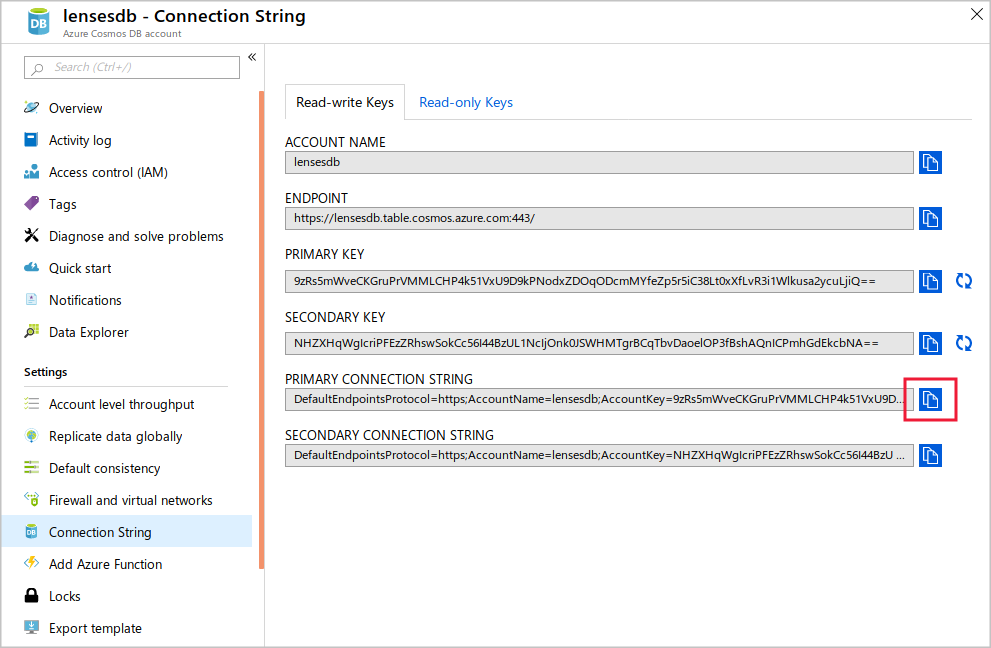 lensesdb - Connection String
Azure Cosmos DB account
Search (Ctrl+/)
Overview
Activity log
Access control (IAM)
Tags
Diagnose and solve problems
Quick start
Notifications
Data Explorer
Settings
Account level throughput
Replicate data globally
Default consistency
Firewall and virtual networks
Connection String
Add Azure Function
Locks
Export template
Read-write Keys
Read-only Keys
ACCOUNT NAME
lensesdb
ENDPOINT
https://lensesdb.table.cosmos.azure.com:443/
PRIMARY KEY
9zRs5mWveCKGruPrVMMLCHP4k51VxU9D9kPNodxZDOqODcmMYfeZp5r5iC38Lt0xXfLvR3i1Wlkusa2ycuLjiQ==
SECONDARY KEY
NHZXHqWgIcriPFEzZRhswSokCc56I44BzUL1NcIjOnk0JSWHMTgrBCqTbvDaoelOP3fBshAQnICPmhGdEkcbNA==
PRIMARY CONNECTION STRING
DefaultEndpointsProtocol=https;AccountName=lensesdb;AccountKey=9zRs5mWveCKGruPrVMMLCHP4k51VxU9D...
SECONDARY CONNECTION STRING
DefaultEndpointsProtocol=https;AccountName=lensesdb;AccountKey=NHZXHqWgIcriPFEzZRhswSokCc56I44BzU ...